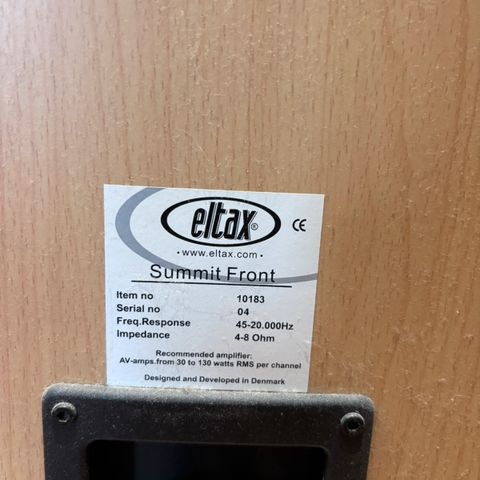 eltax®
• www.eltax.com •
CE
Summit Front
Item no 10183
Serial no 04
Freq.Response 45-20.000Hz
Impedance 4-8 Ohm
Recommended amplifier:
AV-amps.from 30 to 130 watts RMS per channel
Designed and Developed in Denmark